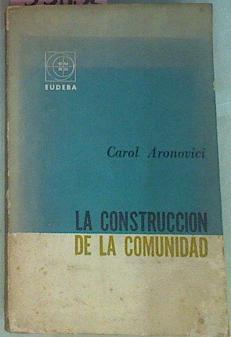 EUDEBA
Carol Aronovici
LA CONSTRUCCION
DE LA COMUNIDAD